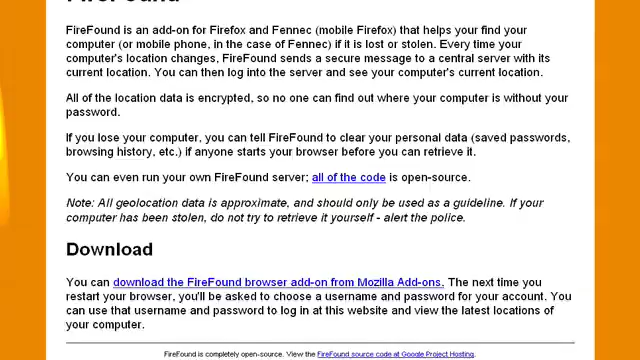 FireFound
FireFound is an add-on for Firefox and Fennec (mobile Firefox) that helps your find your
computer (or mobile phone, in the case of Fennec) if it is lost or stolen. Every time your
computer's location changes, FireFound sends a secure message to a central server with its
current location. You can then log into the server and see your computer's current location.
All of the location data is encrypted, so no one can find out where your computer is without your
password.
If you lose your computer, you can tell FireFound to clear your personal data (saved passwords,
browsing history, etc.) if anyone starts your browser before you can retrieve it.
You can even run your own FireFound server; all of the code is open-source.
Note: All geolocation data is approximate, and should only be used as a guideline. If your
computer has been stolen, do not try to retrieve it yourself - alert the police.
Download
You can download the FireFound browser add-on from Mozilla Add-ons. The next time you
restart your browser, you'll be asked to choose a username and password for your account. You
can use that username and password to log in at this website and view the latest locations of
your computer.
FireFound is completely open-source. View the FireFound source code at Google Project Hosting.